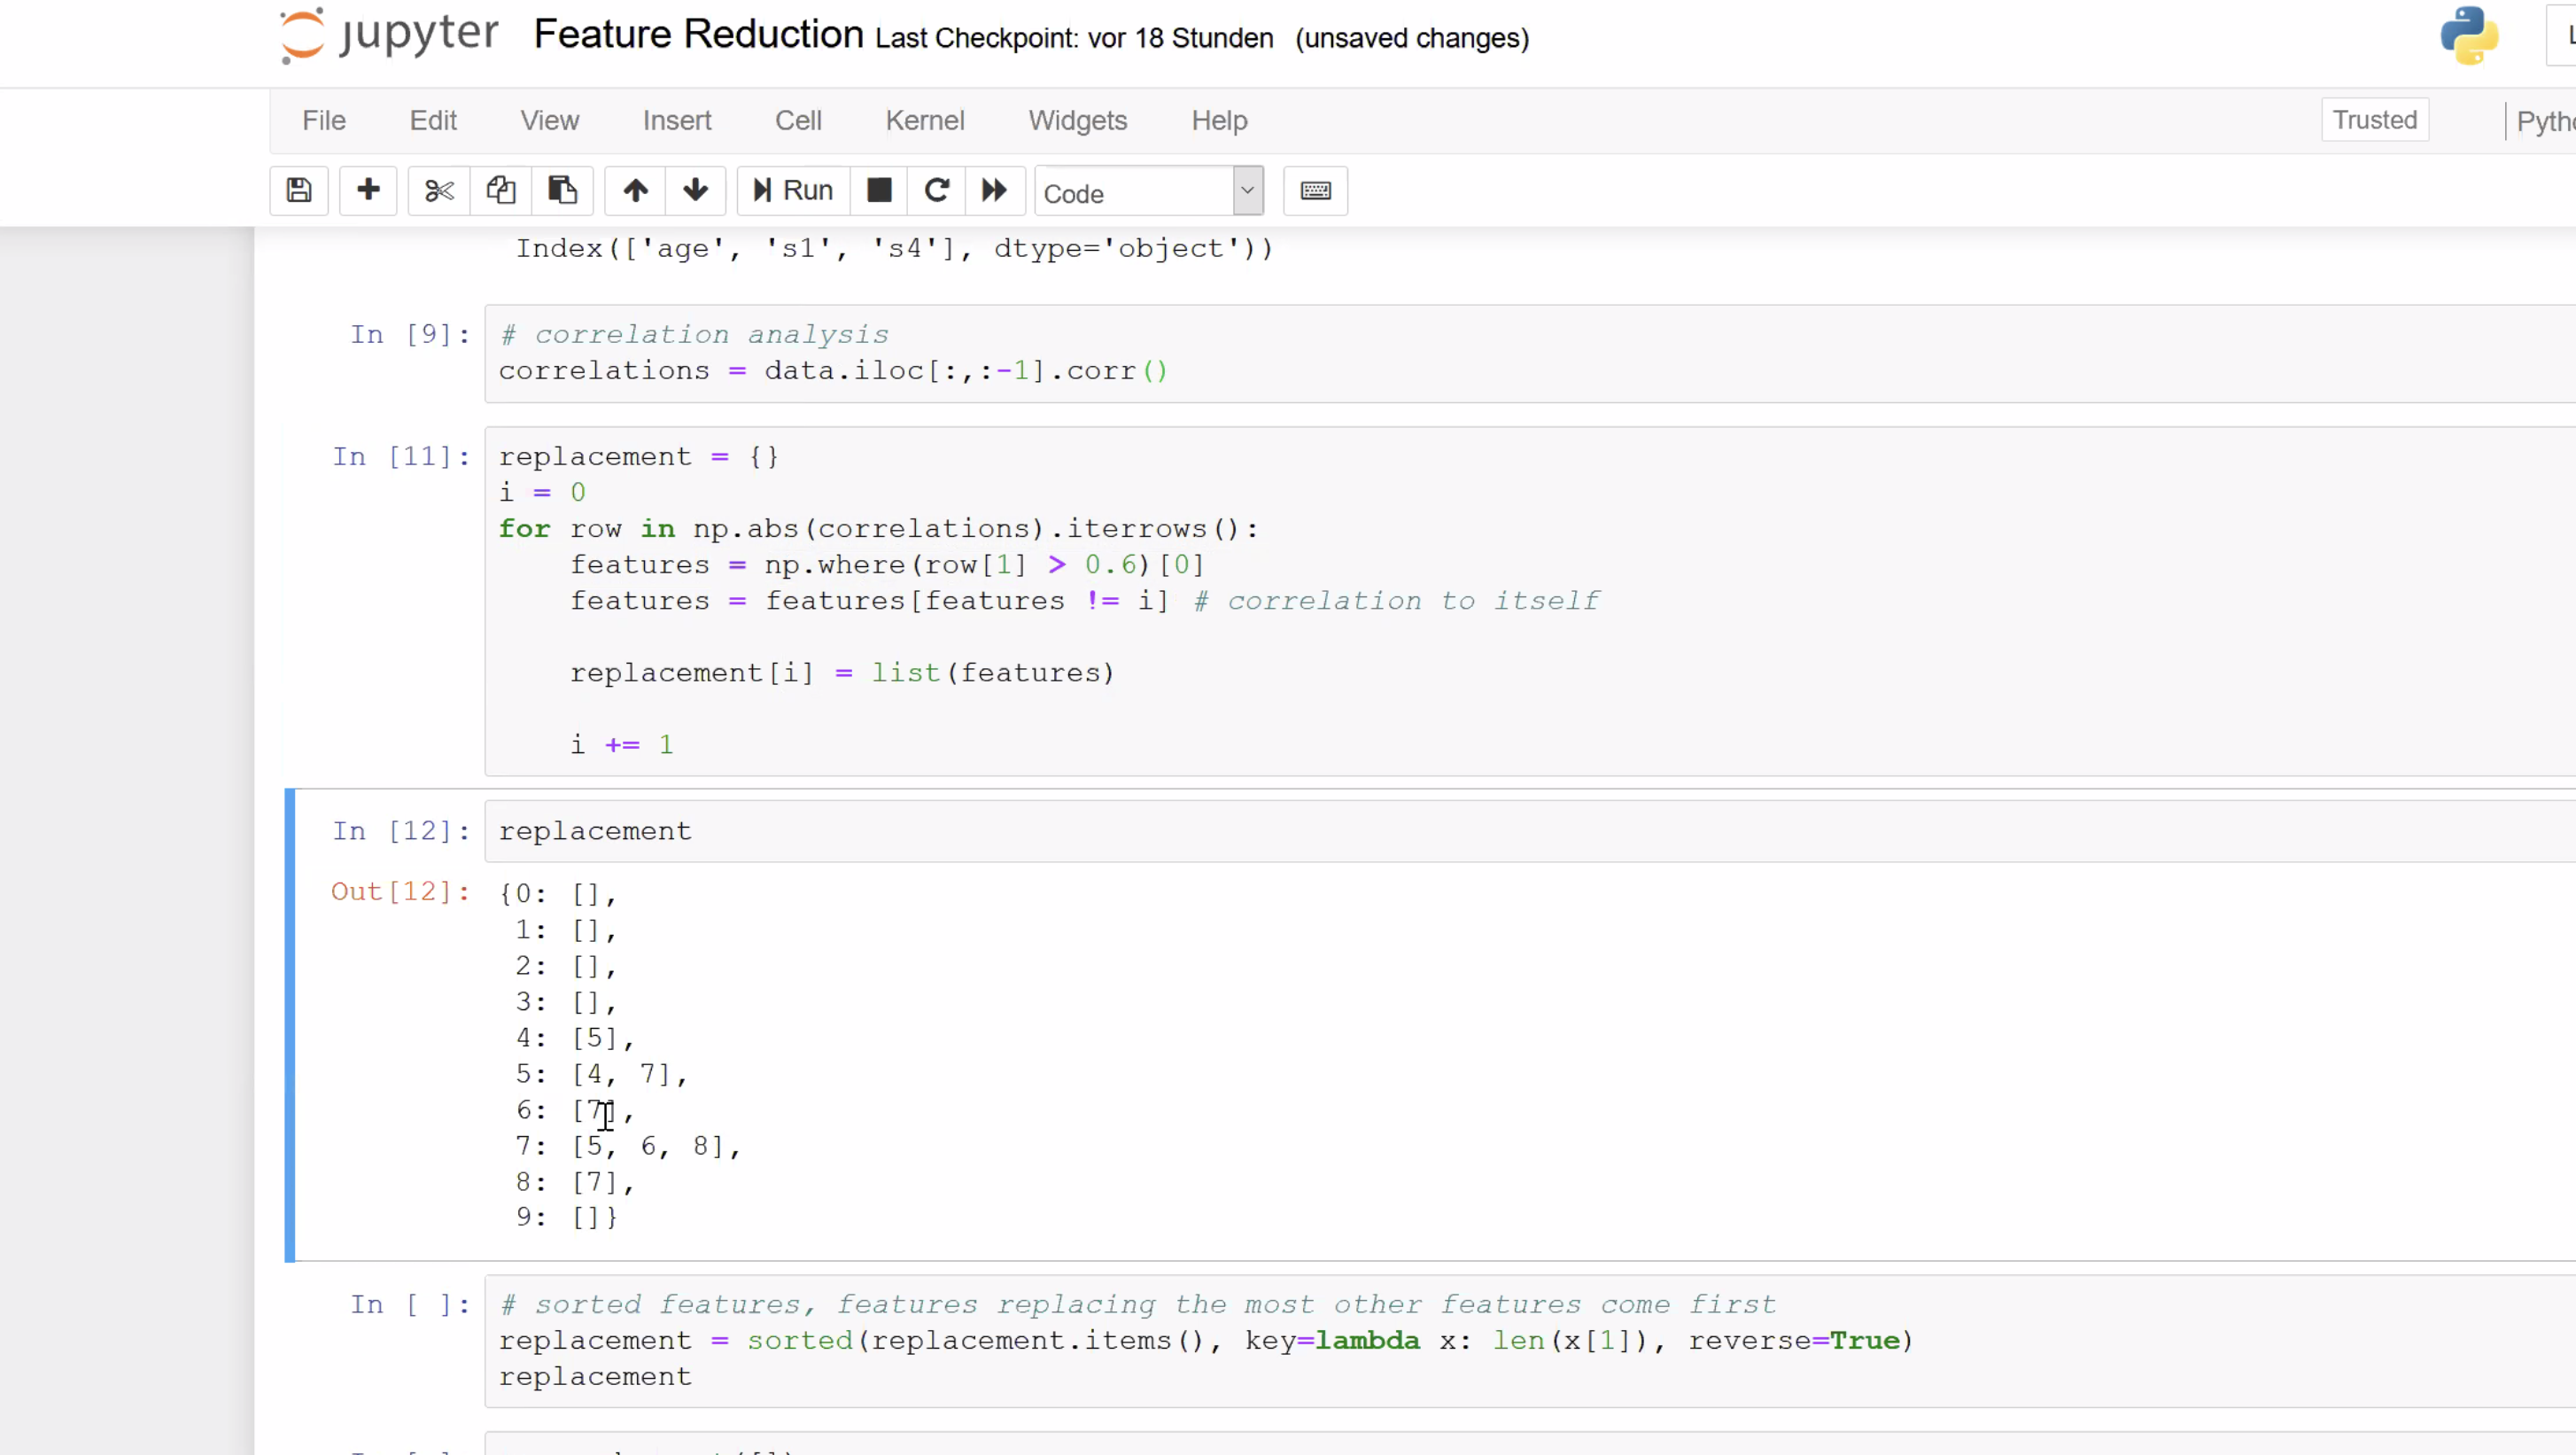 jupyter Feature Reduction Last Checkpoint: vor 18 Stunden (unsaved changes)
File Edit View Insert Cell Kernel Widgets Help Trusted
Run Code
Index(['age', 's1', 's4'], dtype='object'))
In [9]: # correlation analysis
correlations = data.iloc[:,:-1].corr()
In [11]: replacement = {}
i = 0
for row in np.abs(correlations).iterrows():
    features = np.where(row[1] > 0.6)[0]
    features = features[features != i] # correlation to itself
    replacement[i] = list(features)
    i += 1
In [12]: replacement
Out[12]: {0: [],
1: [],
2: [],
3: [],
4: [5],
5: [4, 7],
6: [7],
7: [5, 6, 8],
8: [7],
9: []}
In [ ]: # sorted features, features replacing the most other features come first
replacement = sorted(replacement.items(), key=lambda x: len(x[1]), reverse=True)
replacement